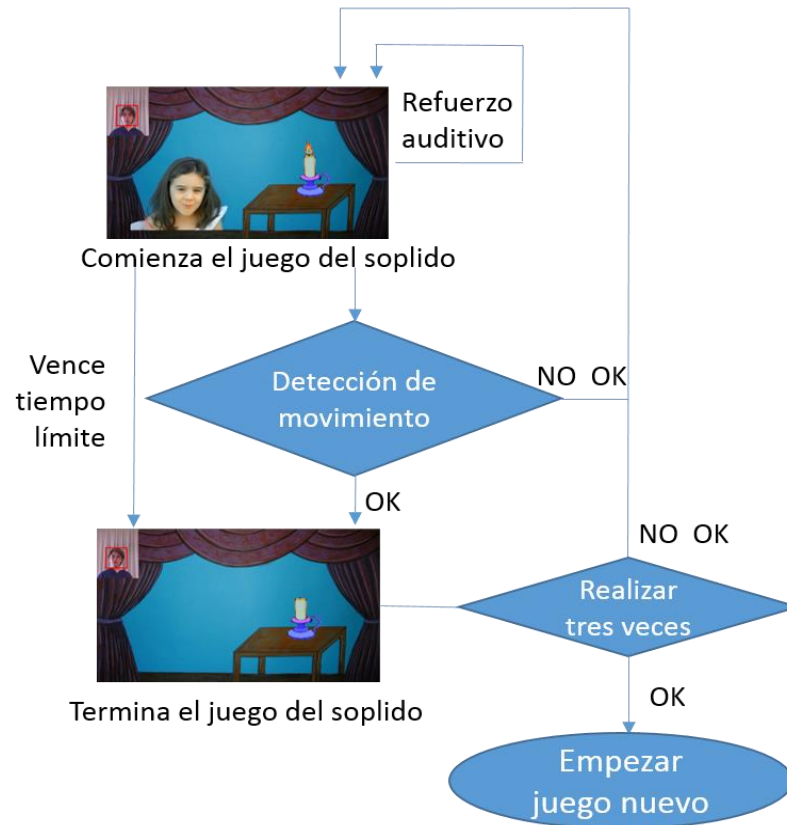 Refuerzo
auditivo
Comienza el juego del soplido
Vence
tiempo
límite
Detección de
movimiento
NO OK
OK
NO OK
Realizar
tres veces
Termina el juego del soplido
OK
Empezar
juego nuevo